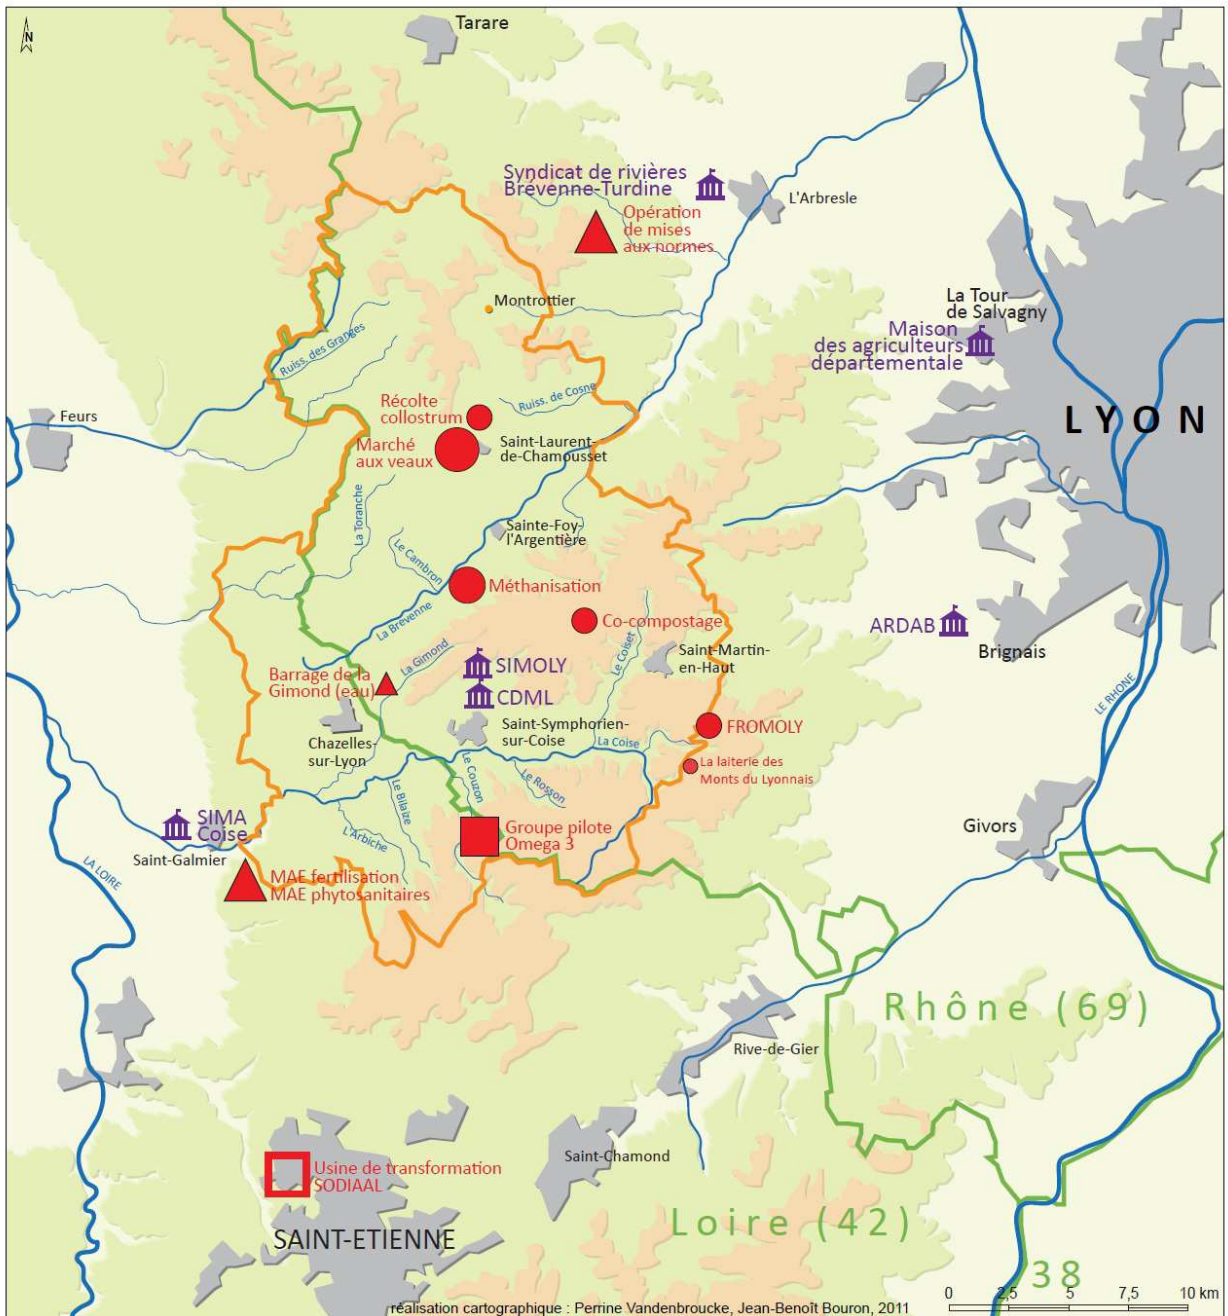 N
Tarare
Syndicat de rivières
Brévenne-Turdine
Opération
de mises
aux normes
L'Arbresle
Montrottier
La Tour
de Salvagny
Maison
des agriculteurs
départementale
Ruiss. des Granges
Ruiss. de Cosne
Récolte
collostrum
Feurs
LYON
Marché
aux veaux
Saint-Laurent-
de-Chamousset
La Toranche
Sainte-Foy-
l'Argentière
Le Cambron
Méthanisation
La Brévenne
Co-compostage
ARDAB
Brignais
Le Coiset
Saint-Martin-
en-Haut
La Gimond
SIMOLY
CDML
Barrage de la
Gimond (eau)
LE RHONE
Saint-Symphorien-
sur-Coise
La Coise
FROMOLY
Chazelles-
sur-Lyon
La laiterie des
Monts du Lyonnais
Le Couzon
Le Rosson
Le Bilaize
L'Arbiche
SIMA
Coise
Saint-Galmier
LA LOIRE
Groupe pilote
Omega 3
Givors
MAE fertilisation
MAE phytosanitaires
Rhône (69)
Rive-de-Gier
Saint-Chamond
Usine de transformation
SODIAAL
SAINT-ETIENNE
Loire (42)
38
0 2,5 5 7,5 10 km
réalisation cartographique : Perrine Vandenbroucke, Jean-Benoît Bouron, 2011